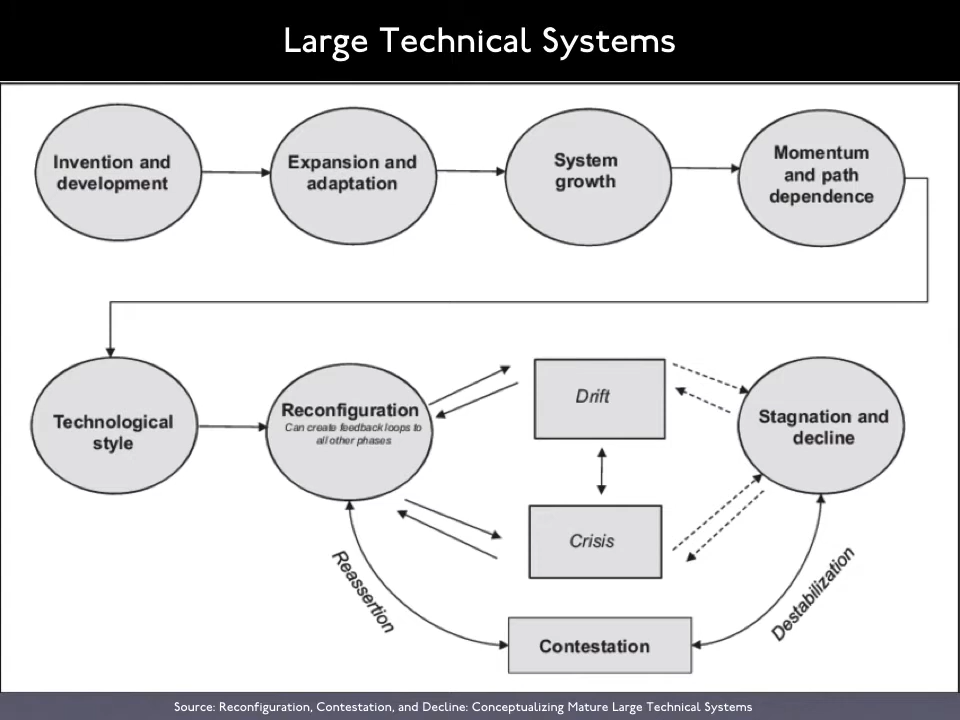 Large Technical Systems
Invention and
development
Expansion and
adaptation
System
growth
Momentum
and path
dependence
Technological
style
Reconfiguration
Can create feedback loops to
all other phases
Drift
Stagnation and
decline
Crisis
Reassertion
Destabilization
Contestation
Source: Reconfiguration, Contestation, and Decline: Conceptualizing Mature Large Technical Systems